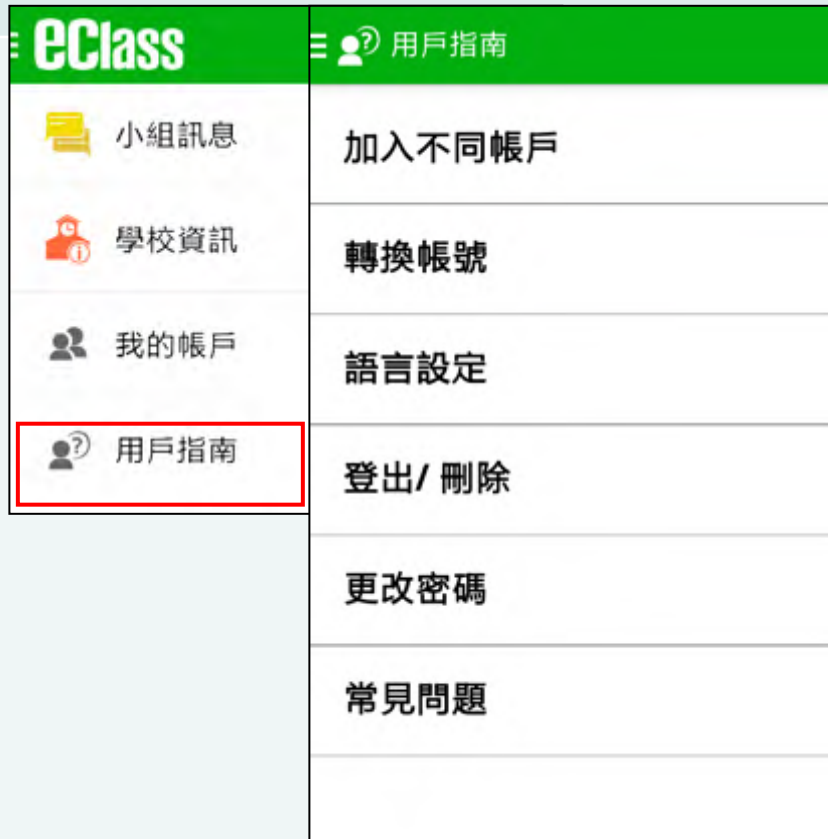 eClass
小組訊息
學校資訊
我的帳戶
用戶指南
用戶指南
加入不同帳戶
轉換帳號
語言設定
登出/ 刪除
更改密碼
常見問題